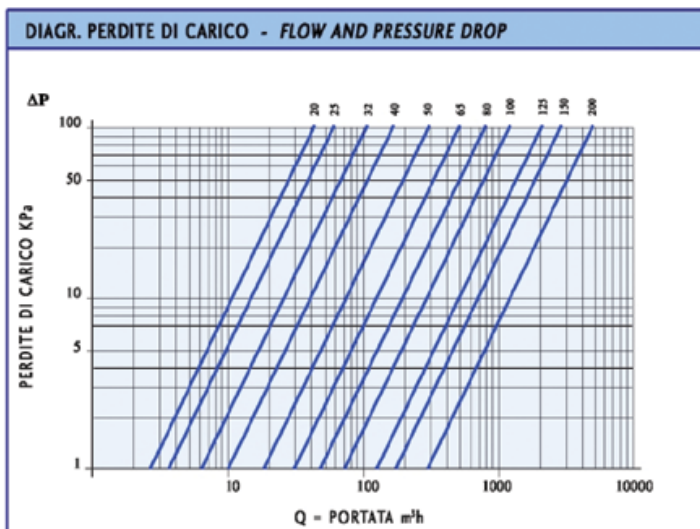 DIAGR. PERDITE DI CARICO - FLOW AND PRESSURE DROP
ΔP
20 25 32 40 50 65 80 100 125 150 200
100
50
10
5
1
PERDITE DI CARICO KPa
10 100 1000 10000
Q - PORTATA m³h